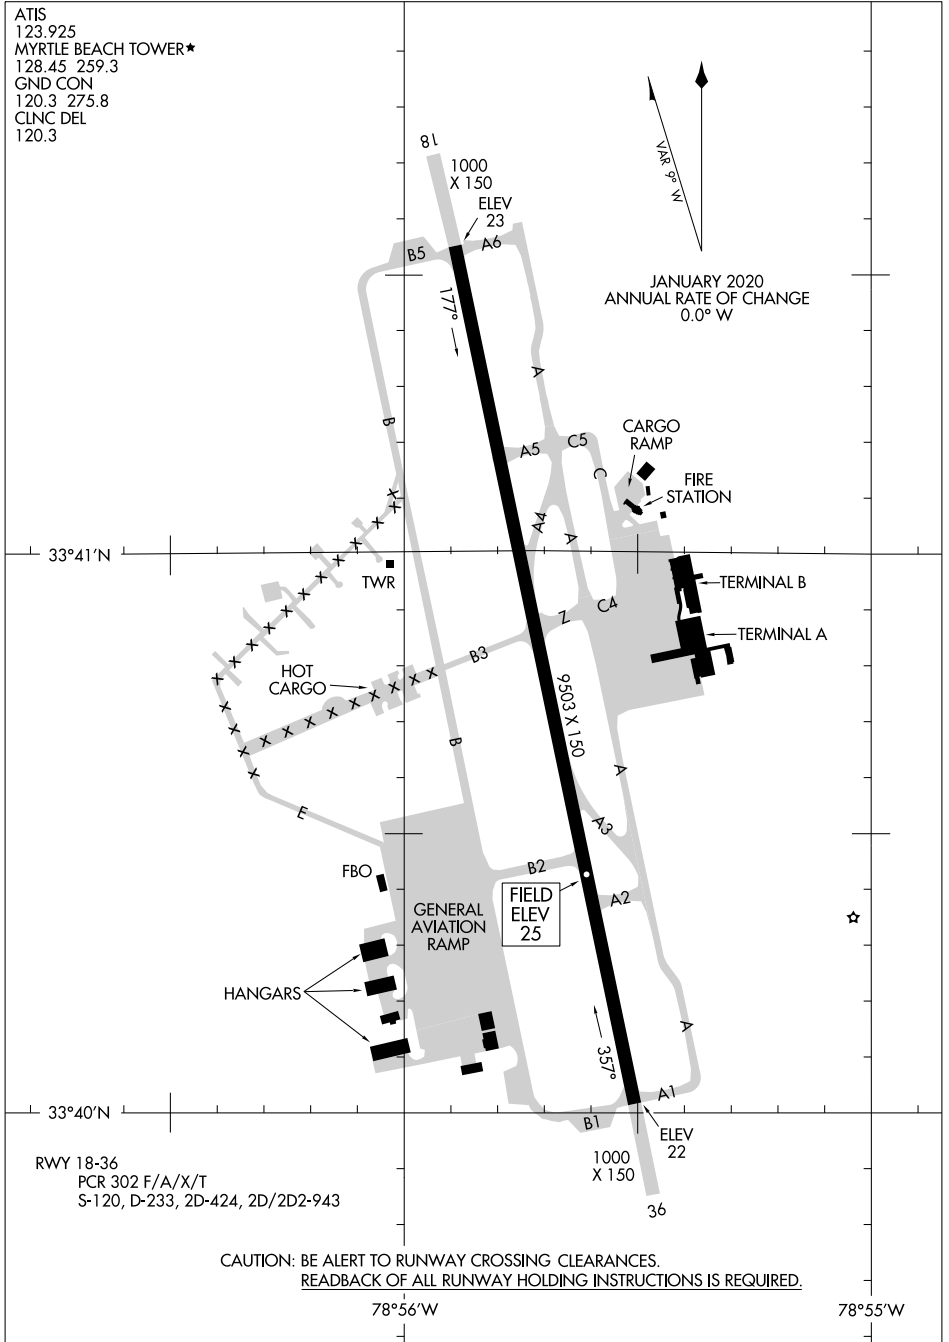 ATIS
123.925
MYRTLE BEACH TOWER★
128.45 259.3
GND CON
120.3 275.8
CLNC DEL
120.3
18
1000
X 150
ELEV
23
VAR 9° W
JANUARY 2020
ANNUAL RATE OF CHANGE
0.0° W
B5
A6
177°
A
B
A5
C5
C
CARGO
RAMP
FIRE
STATION
X
A4
A
33°41'N
TWR
TERMINAL B
C4
Z
TERMINAL A
B3
HOT
CARGO
9503 X 150
B
A
E
A3
FBO
B2
FIELD
ELEV
25
A2
GENERAL
AVIATION
RAMP
HANGARS
A
357°
A1
33°40'N
B1
ELEV
22
1000
X 150
36
RWY 18-36
PCR 302 F/A/X/T
S-120, D-233, 2D-424, 2D/2D2-943
CAUTION: BE ALERT TO RUNWAY CROSSING CLEARANCES.
READBACK OF ALL RUNWAY HOLDING INSTRUCTIONS IS REQUIRED.
78°56'W
78°55'W